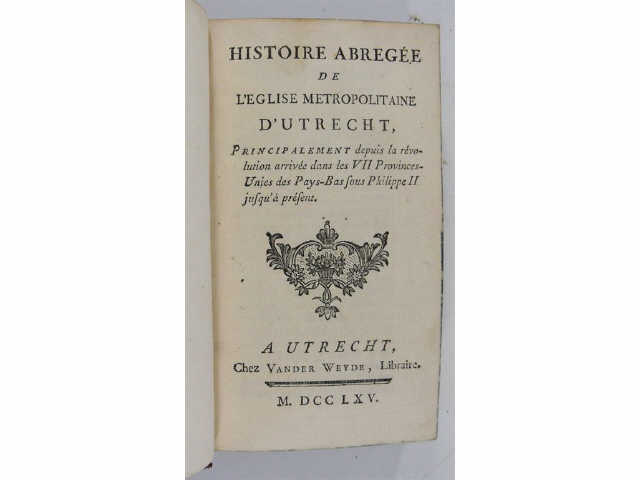 HISTOIRE ABREGÉE
DE
L'EGLISE METROPOLITAINE
D'UTRECHT,
PRINCIPALEMENT depuis la révo-
lution arrivée dans les VII Provinces-
Unies des Pays-Bas ſous Philippe II
juſqu'à préſent.
A UTRECHT,
Chez VANDER WEYDE, Libraire.
M. DCC LXV.